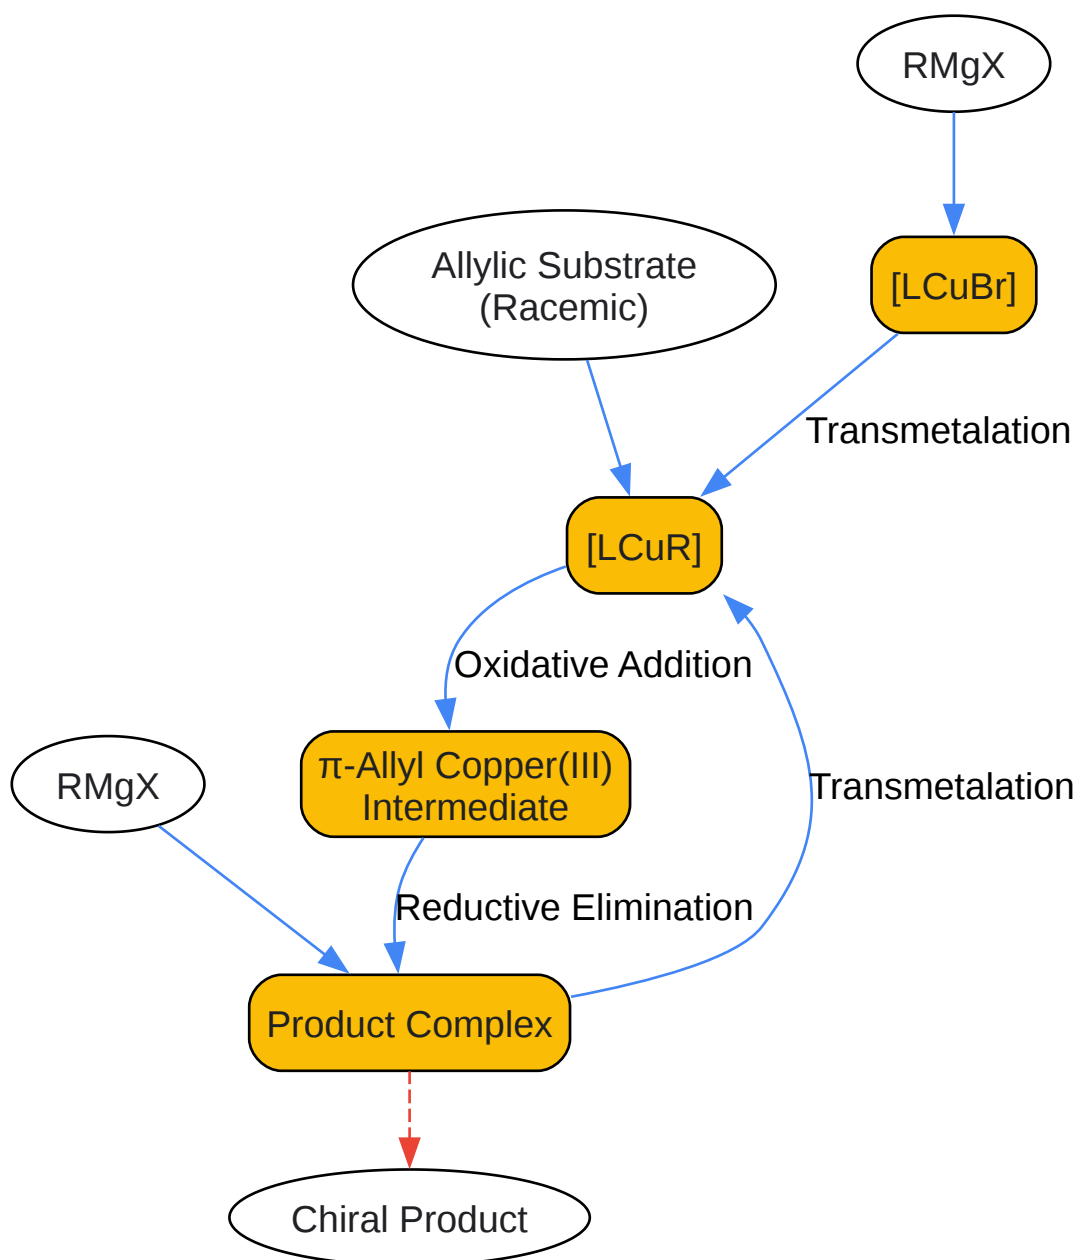 RMgX
Allylic Substrate
(Racemic)
[LCuBr]
Transmetalation
[LCuR]
Oxidative Addition
π-Allyl Copper(III)
Intermediate
RMgX
Transmetalation
Reductive Elimination
Product Complex
Chiral Product